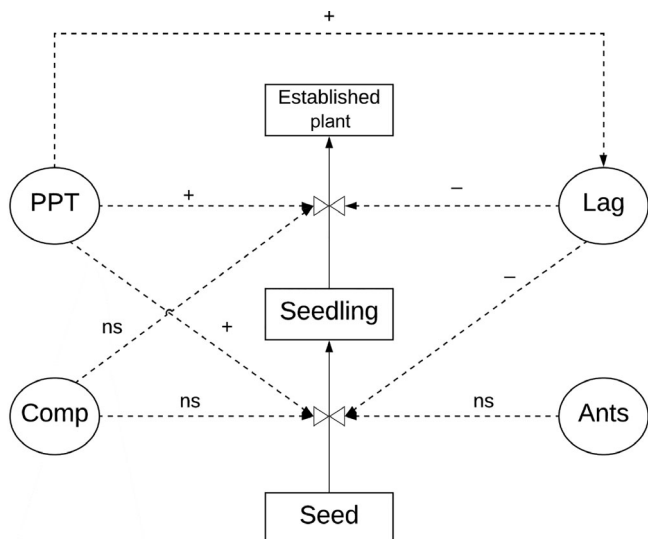 +
Established
plant
PPT
+
–
Lag
–
Seedling
ns
+
Comp
ns
ns
Ants
Seed